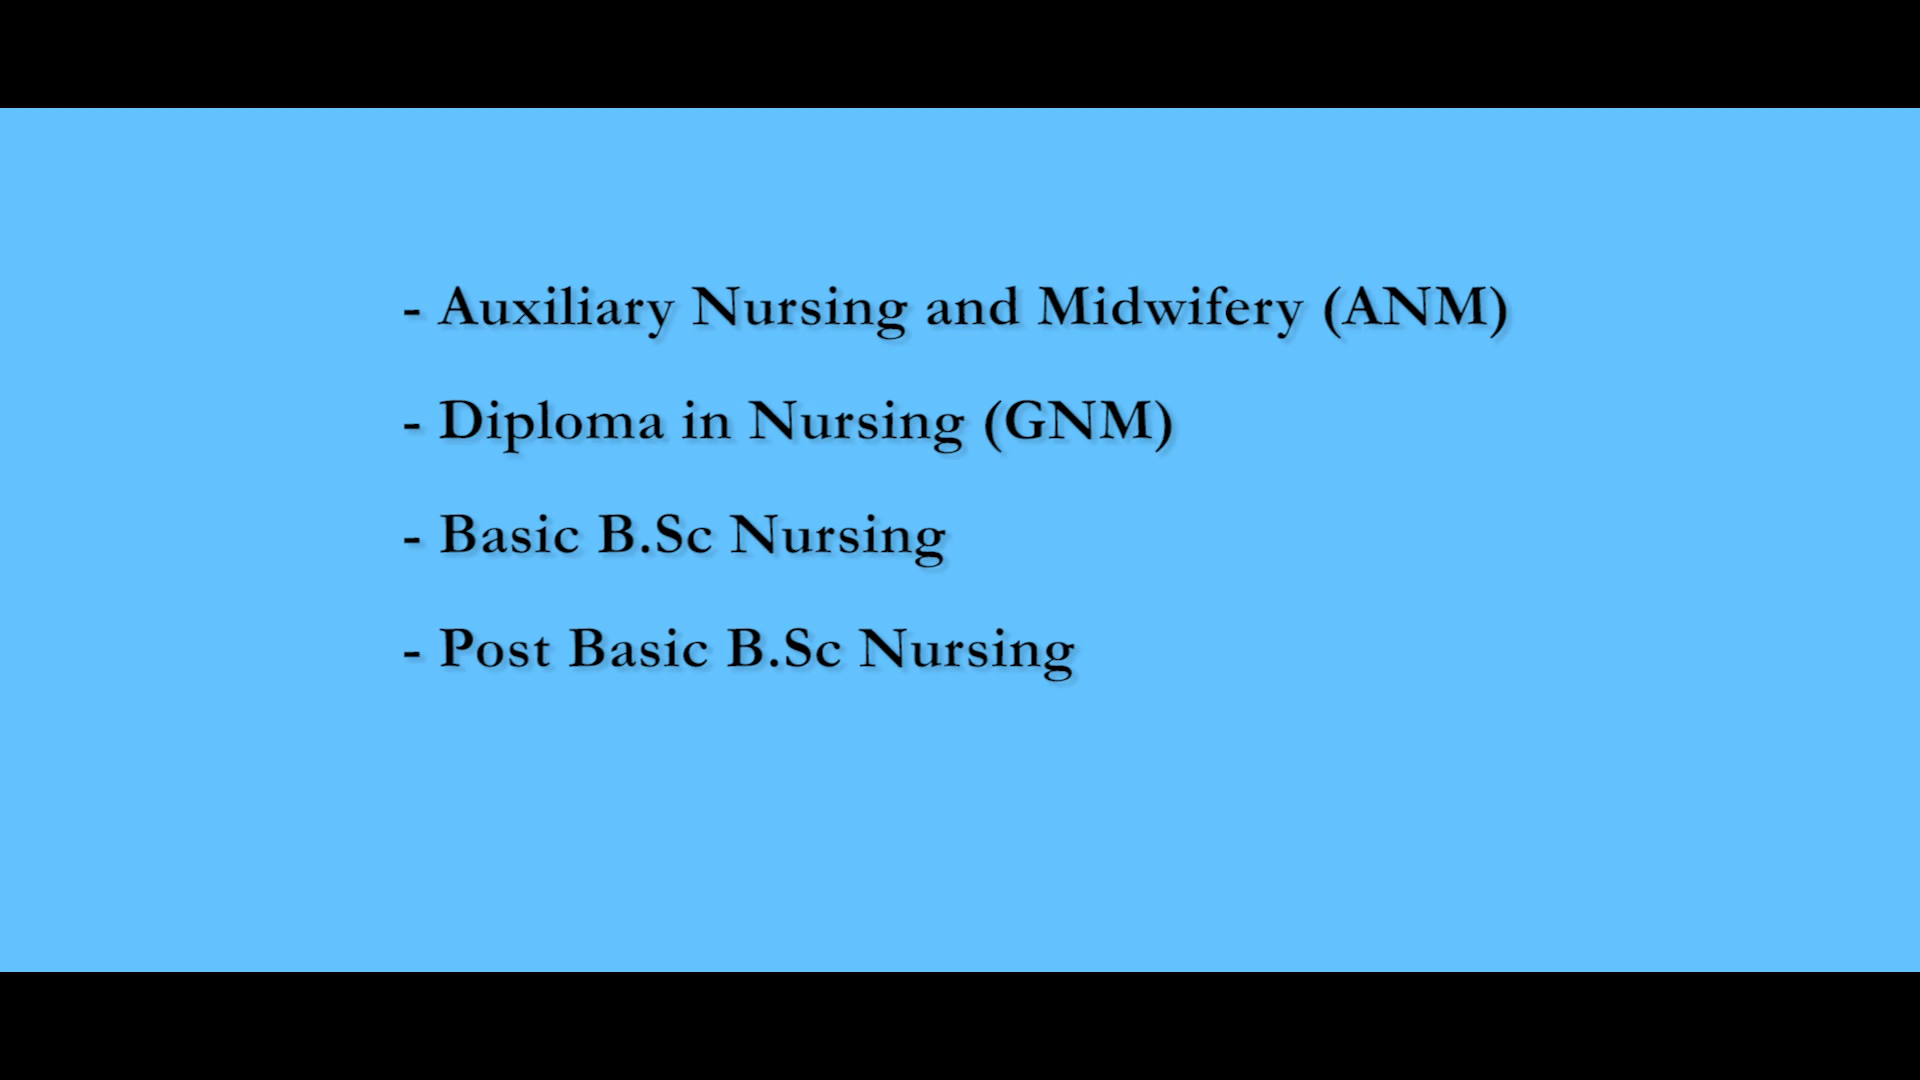 - Auxiliary Nursing and Midwifery (ANM)
- Diploma in Nursing (GNM)
- Basic B.Sc Nursing
- Post Basic B.Sc Nursing